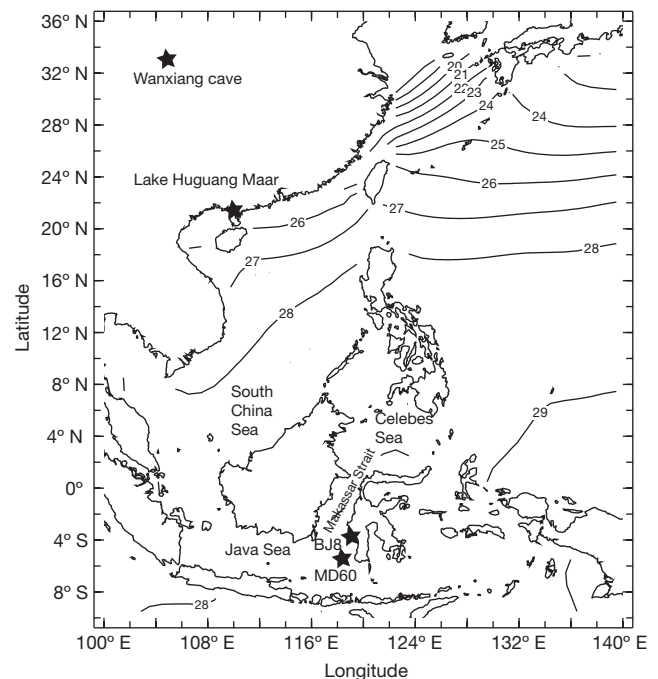 36° N
32° N
28° N
24° N
20° N
16° N
12° N
8° N
4° N
0°
4° S
8° S
Latitude
Wanxiang cave
Lake Huguang Maar
20
21
22
23
24
24
25
26
26
27
27
28
28
29
South
China
Sea
Celebes
Sea
Makassar Strait
Java Sea
BJ8
MD60
28
100° E
108° E
116° E
124° E
132° E
140° E
Longitude